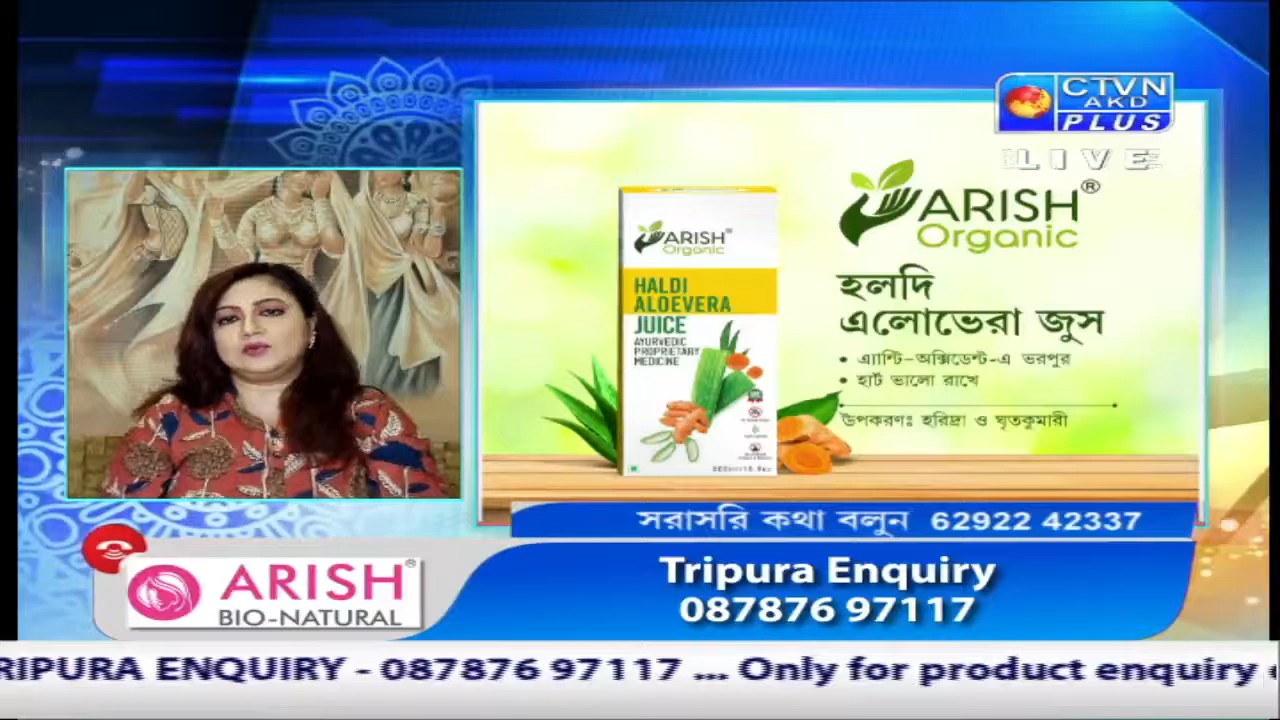 CTVN
AKD
PLUS
LIVE
ARISH®
Organic
হলদি
এলোভেরা জুস
• এ্যান্টি-অক্সিডেন্ট-এ ভরপুর
• হার্ট ভালো রাখে
উপকরণঃ হরিদ্রা ও ঘৃতকুমারী
ARISH®
Organic
HALDI
ALOEVERA
JUICE
AYURVEDIC
PROPRIETARY
MEDICINE
সরাসরি কথা বলুন 62922 42337
ARISH®
BIO-NATURAL
Tripura Enquiry
087876 97117
RIPURA ENQUIRY - 087876 97117 ... Only for product enquiry